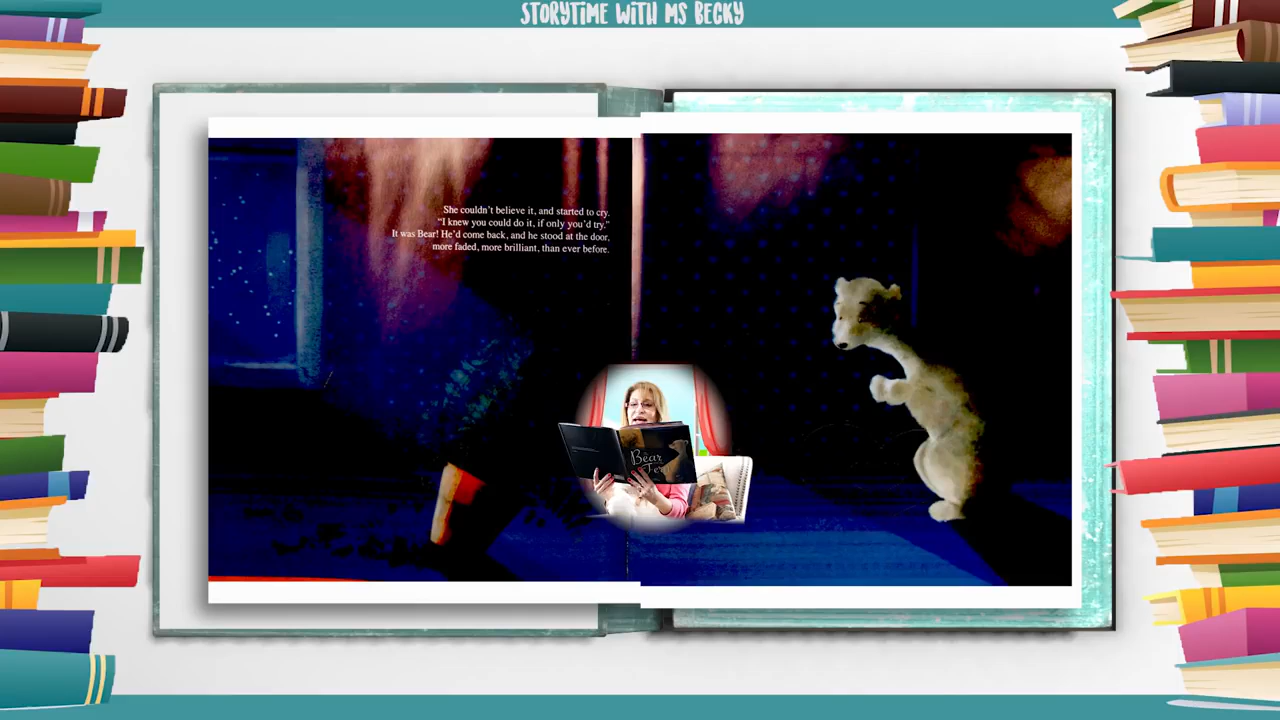 STORYTIME WITH MS BECKY
She couldn't believe it, and started to cry.
"I knew you could do it, if only you'd try."
It was Bear! He'd come back, and he stood at the door,
more faded, more brilliant, than ever before.
Bear